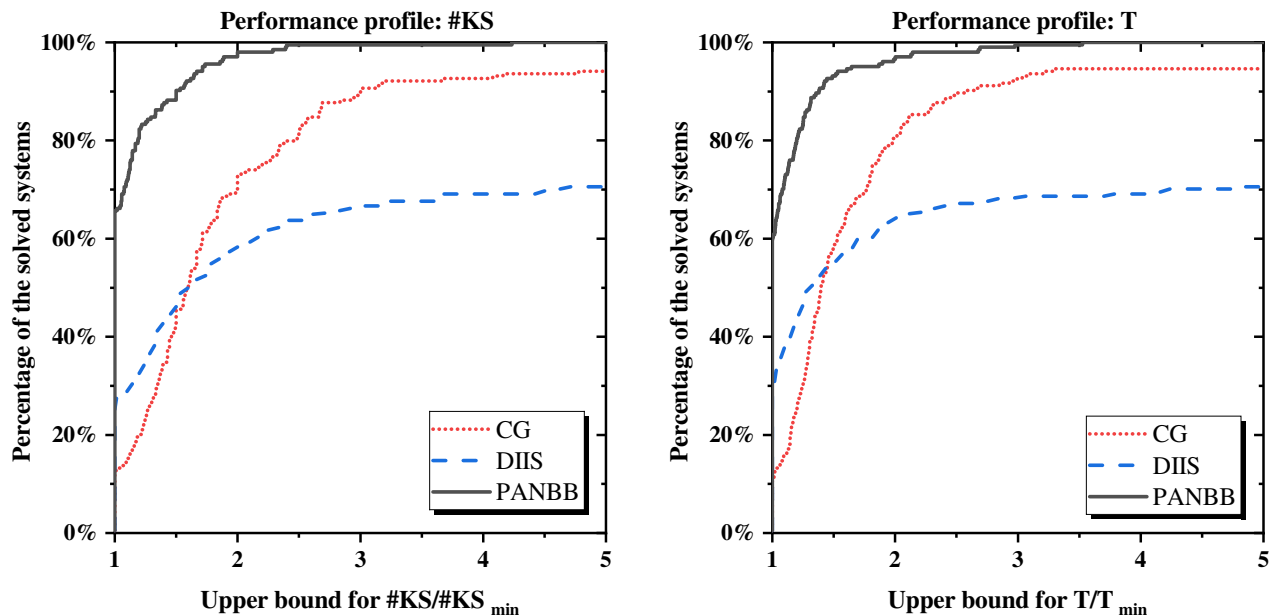 Performance profile: #KS
100%
80%
60%
40%
20%
0%
Percentage of the solved systems
CG
DIIS
PANBB
1 2 3 4 5
Upper bound for #KS/#KS min
Performance profile: T
100%
80%
60%
40%
20%
0%
Percentage of the solved systems
CG
DIIS
PANBB
1 2 3 4 5
Upper bound for T/T min